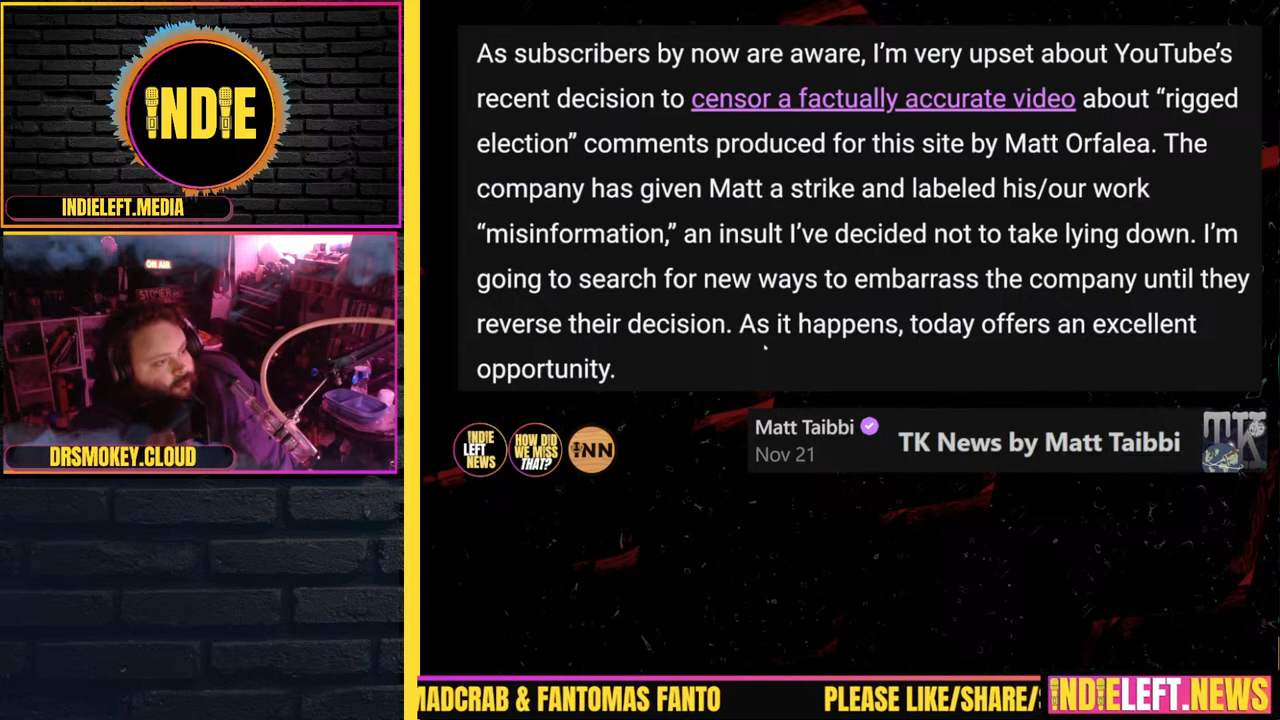 INDIE
INDIELEFT.MEDIA
ON AIR
DRSMOKEY.CLOUD
As subscribers by now are aware, I'm very upset about YouTube's
recent decision to censor a factually accurate video about “rigged
election” comments produced for this site by Matt Orfalea. The
company has given Matt a strike and labeled his/our work
“misinformation,” an insult I've decided not to take lying down. I'm
going to search for new ways to embarrass the company until they
reverse their decision. As it happens, today offers an excellent
opportunity.
INDIE
LEFT
NEWS
HOW DID
WE MISS
THAT?
INN
Matt Taibbi
Nov 21
TK News by Matt Taibbi
TK
MADCRAB & FANTOMAS FANTO
PLEASE LIKE/SHARE/
INDIELEFT.NEWS